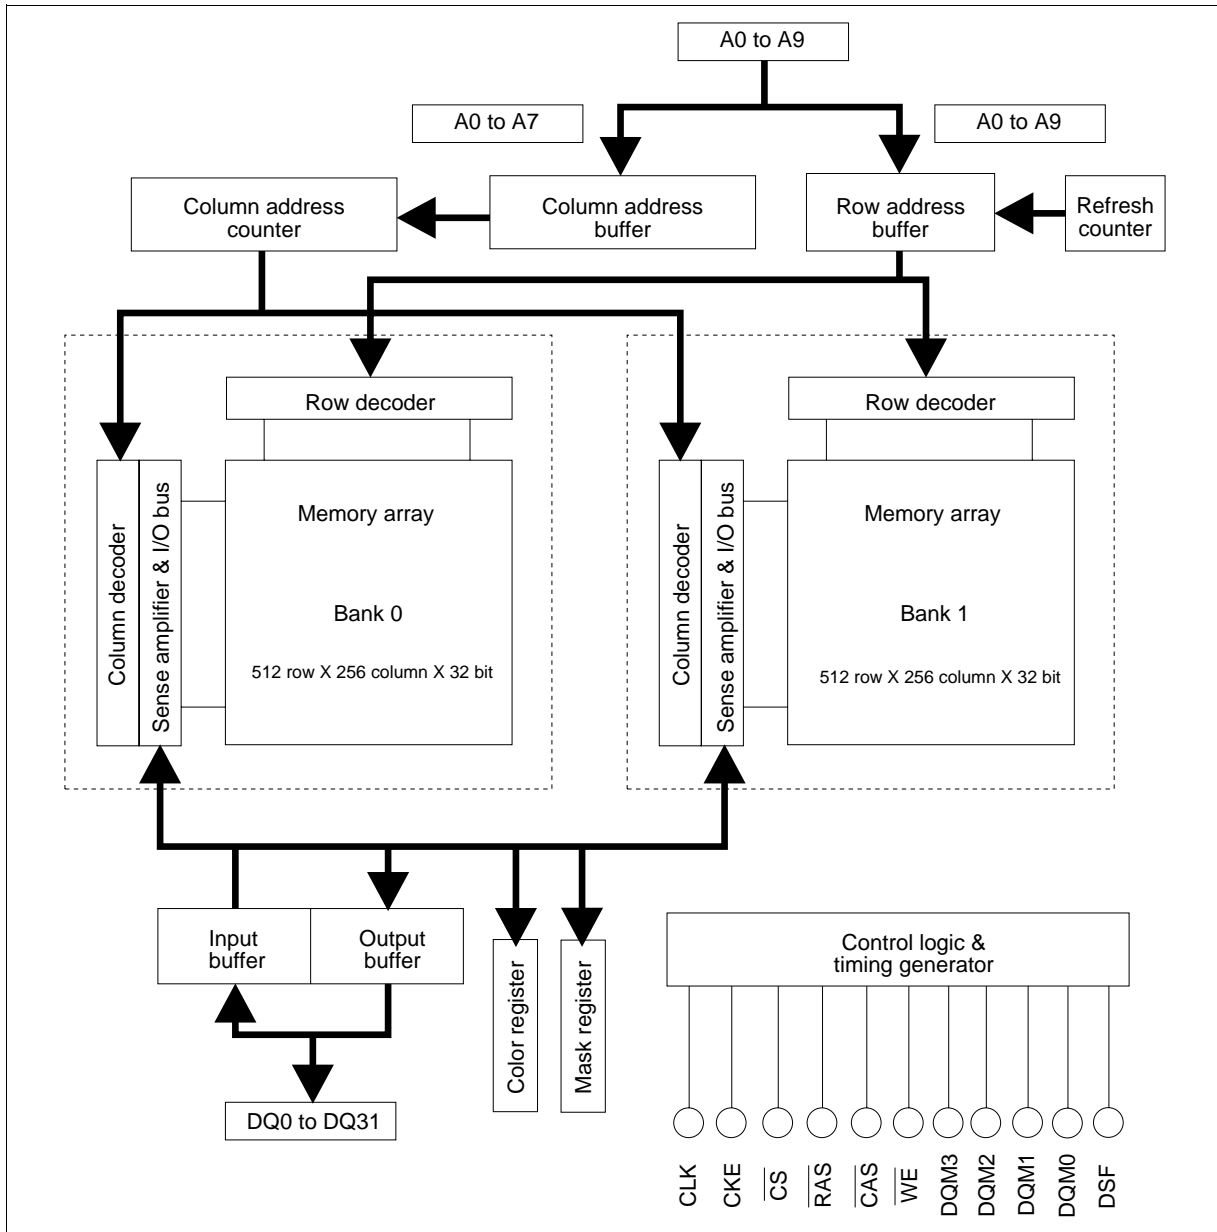 A0 to A9
A0 to A7
A0 to A9
Column address
counter
Column address
buffer
Row address
buffer
Refresh
counter
Row decoder
Row decoder
Column decoder
Sense amplifier & I/O bus
Memory array
Bank 0
512 row X 256 column X 32 bit
Column decoder
Sense amplifier & I/O bus
Memory array
Bank 1
512 row X 256 column X 32 bit
Input
buffer
Output
buffer
Color register
Mask register
Control logic &
timing generator
DQ0 to DQ31
CLK
CKE
C̅S̅
R̅A̅S̅
C̅A̅S̅
W̅E̅
DQM3
DQM2
DQM1
DQM0
DSF